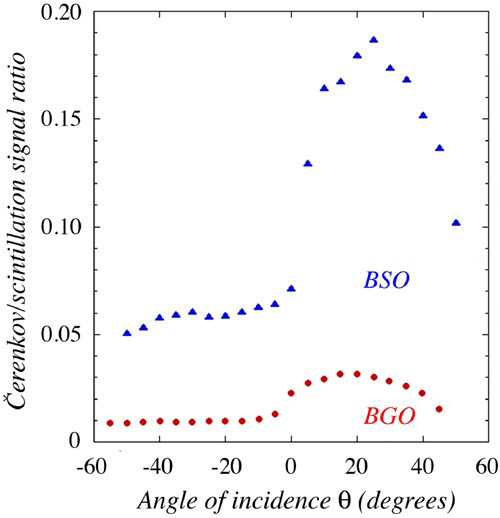 0.20
0.15
0.10
0.05
0
Čerenkov/scintillation signal ratio
BSO
BGO
-60 -40 -20 0 20 40 60
Angle of incidence θ (degrees)